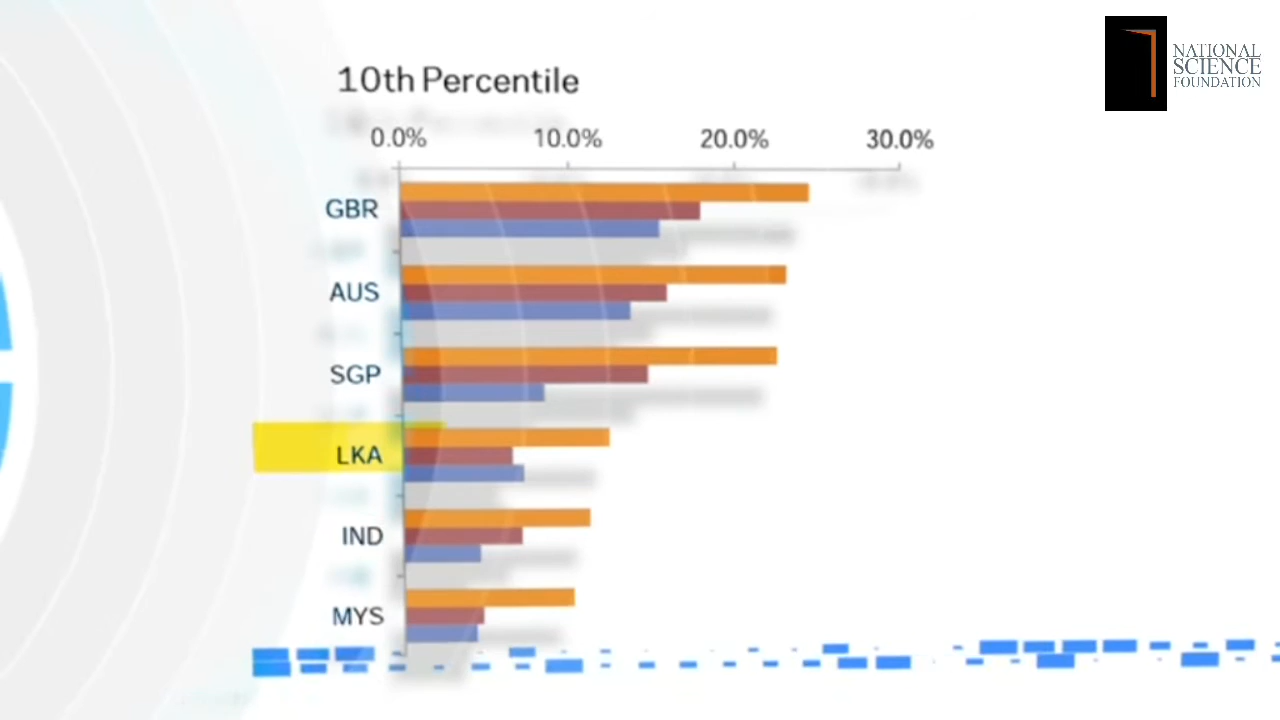 NATIONAL
SCIENCE
FOUNDATION
10th Percentile
0.0% 10.0% 20.0% 30.0%
GBR
AUS
SGP
LKA
IND
MYS